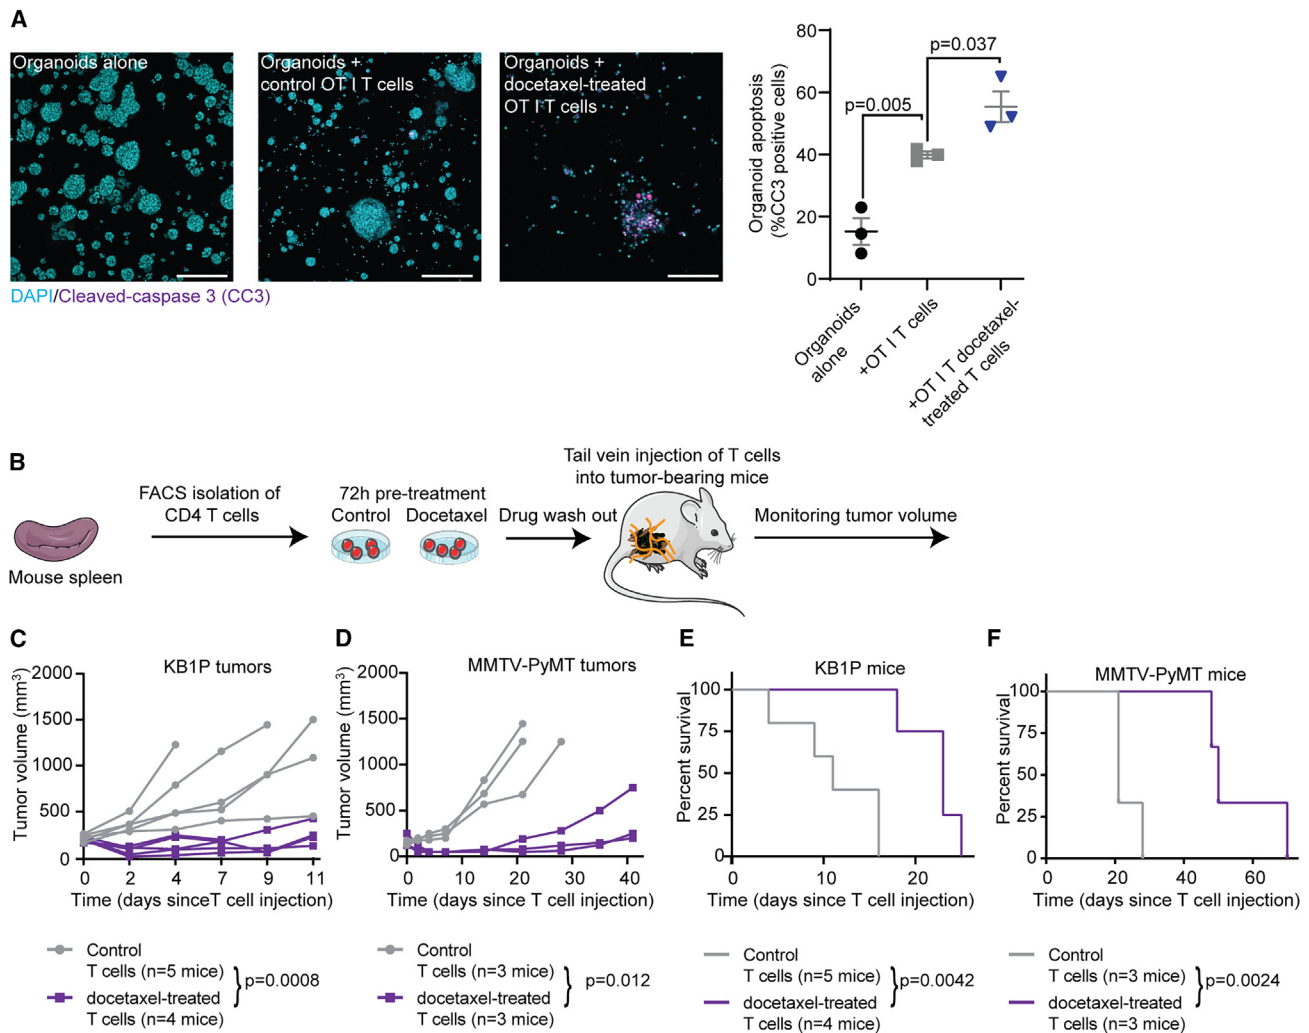 A
Organoids alone
Organoids +
control OT I T cells
Organoids +
docetaxel-treated
OT I T cells
DAPI/Cleaved-caspase 3 (CC3)
Organoid apoptosis
(%CC3 positive cells)
80
60
40
20
0
p=0.005
p=0.037
Organoids
alone
+OT I T cells
+OT I T docetaxel-
treated T cells
B
Mouse spleen
FACS isolation of
CD4 T cells
72h pre-treatment
Control Docetaxel
Drug wash out
Tail vein injection of T cells
into tumor-bearing mice
Monitoring tumor volume
C
KB1P tumors
Tumor volume (mm³)
2000
1500
1000
500
0
0 2 4 7 9 11
Time (days sinceT cell injection)
Control
T cells (n=5 mice)
docetaxel-treated
T cells (n=4 mice)
p=0.0008
D
MMTV-PyMT tumors
Tumor volume (mm³)
2000
1500
1000
500
0
0 10 20 30 40
Time (days since T cell injection)
Control
T cells (n=3 mice)
docetaxel-treated
T cells (n=3 mice)
p=0.012
E
KB1P mice
Percent survival
100
75
50
25
0
0 10 20
Time (days since T cell injection)
Control
T cells (n=5 mice)
docetaxel-treated
T cells (n=4 mice)
p=0.0042
F
MMTV-PyMT mice
Percent survival
100
75
50
25
0
0 20 40 60
Time (days since T cell injection)
Control
T cells (n=3 mice)
docetaxel-treated
T cells (n=3 mice)
p=0.0024